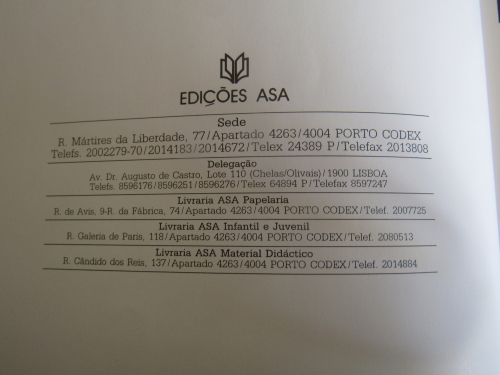 EDIÇÕES ASA
Sede
R. Mártires da Liberdade, 77/Apartado 4263/4004 PORTO CODEX
Telefs. 2002279-70/2014183/2014672/Telex 24389 P/Telefax 2013808
Delegação
Av. Dr. Augusto de Castro, Lote 110 (Chelas/Olivais)/1900 LISBOA
Telefs. 8596176/8596251/8596276/Telex 64894 P/Telefax 8597247
Livraria ASA Papelaria
R. de Avis, 9-R. da Fábrica, 74/Apartado 4263/4004 PORTO CODEX/Telef. 2007725
Livraria ASA Infantil e Juvenil
R. Galeria de Paris, 118/Apartado 4263/4004 PORTO CODEX/Telef. 2080513
Livraria ASA Material Didáctico
R. Cândido dos Reis, 137/Apartado 4263/4004 PORTO CODEX/Telef. 2014884